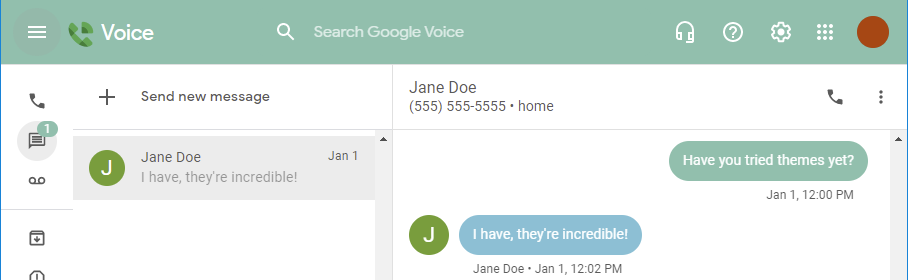 Voice
Search Google Voice
1
Send new message
J
Jane Doe
Jan 1
I have, they're incredible!
Jane Doe
(555) 555-5555 • home
Have you tried themes yet?
Jan 1, 12:00 PM
J
I have, they're incredible!
Jane Doe • Jan 1, 12:02 PM